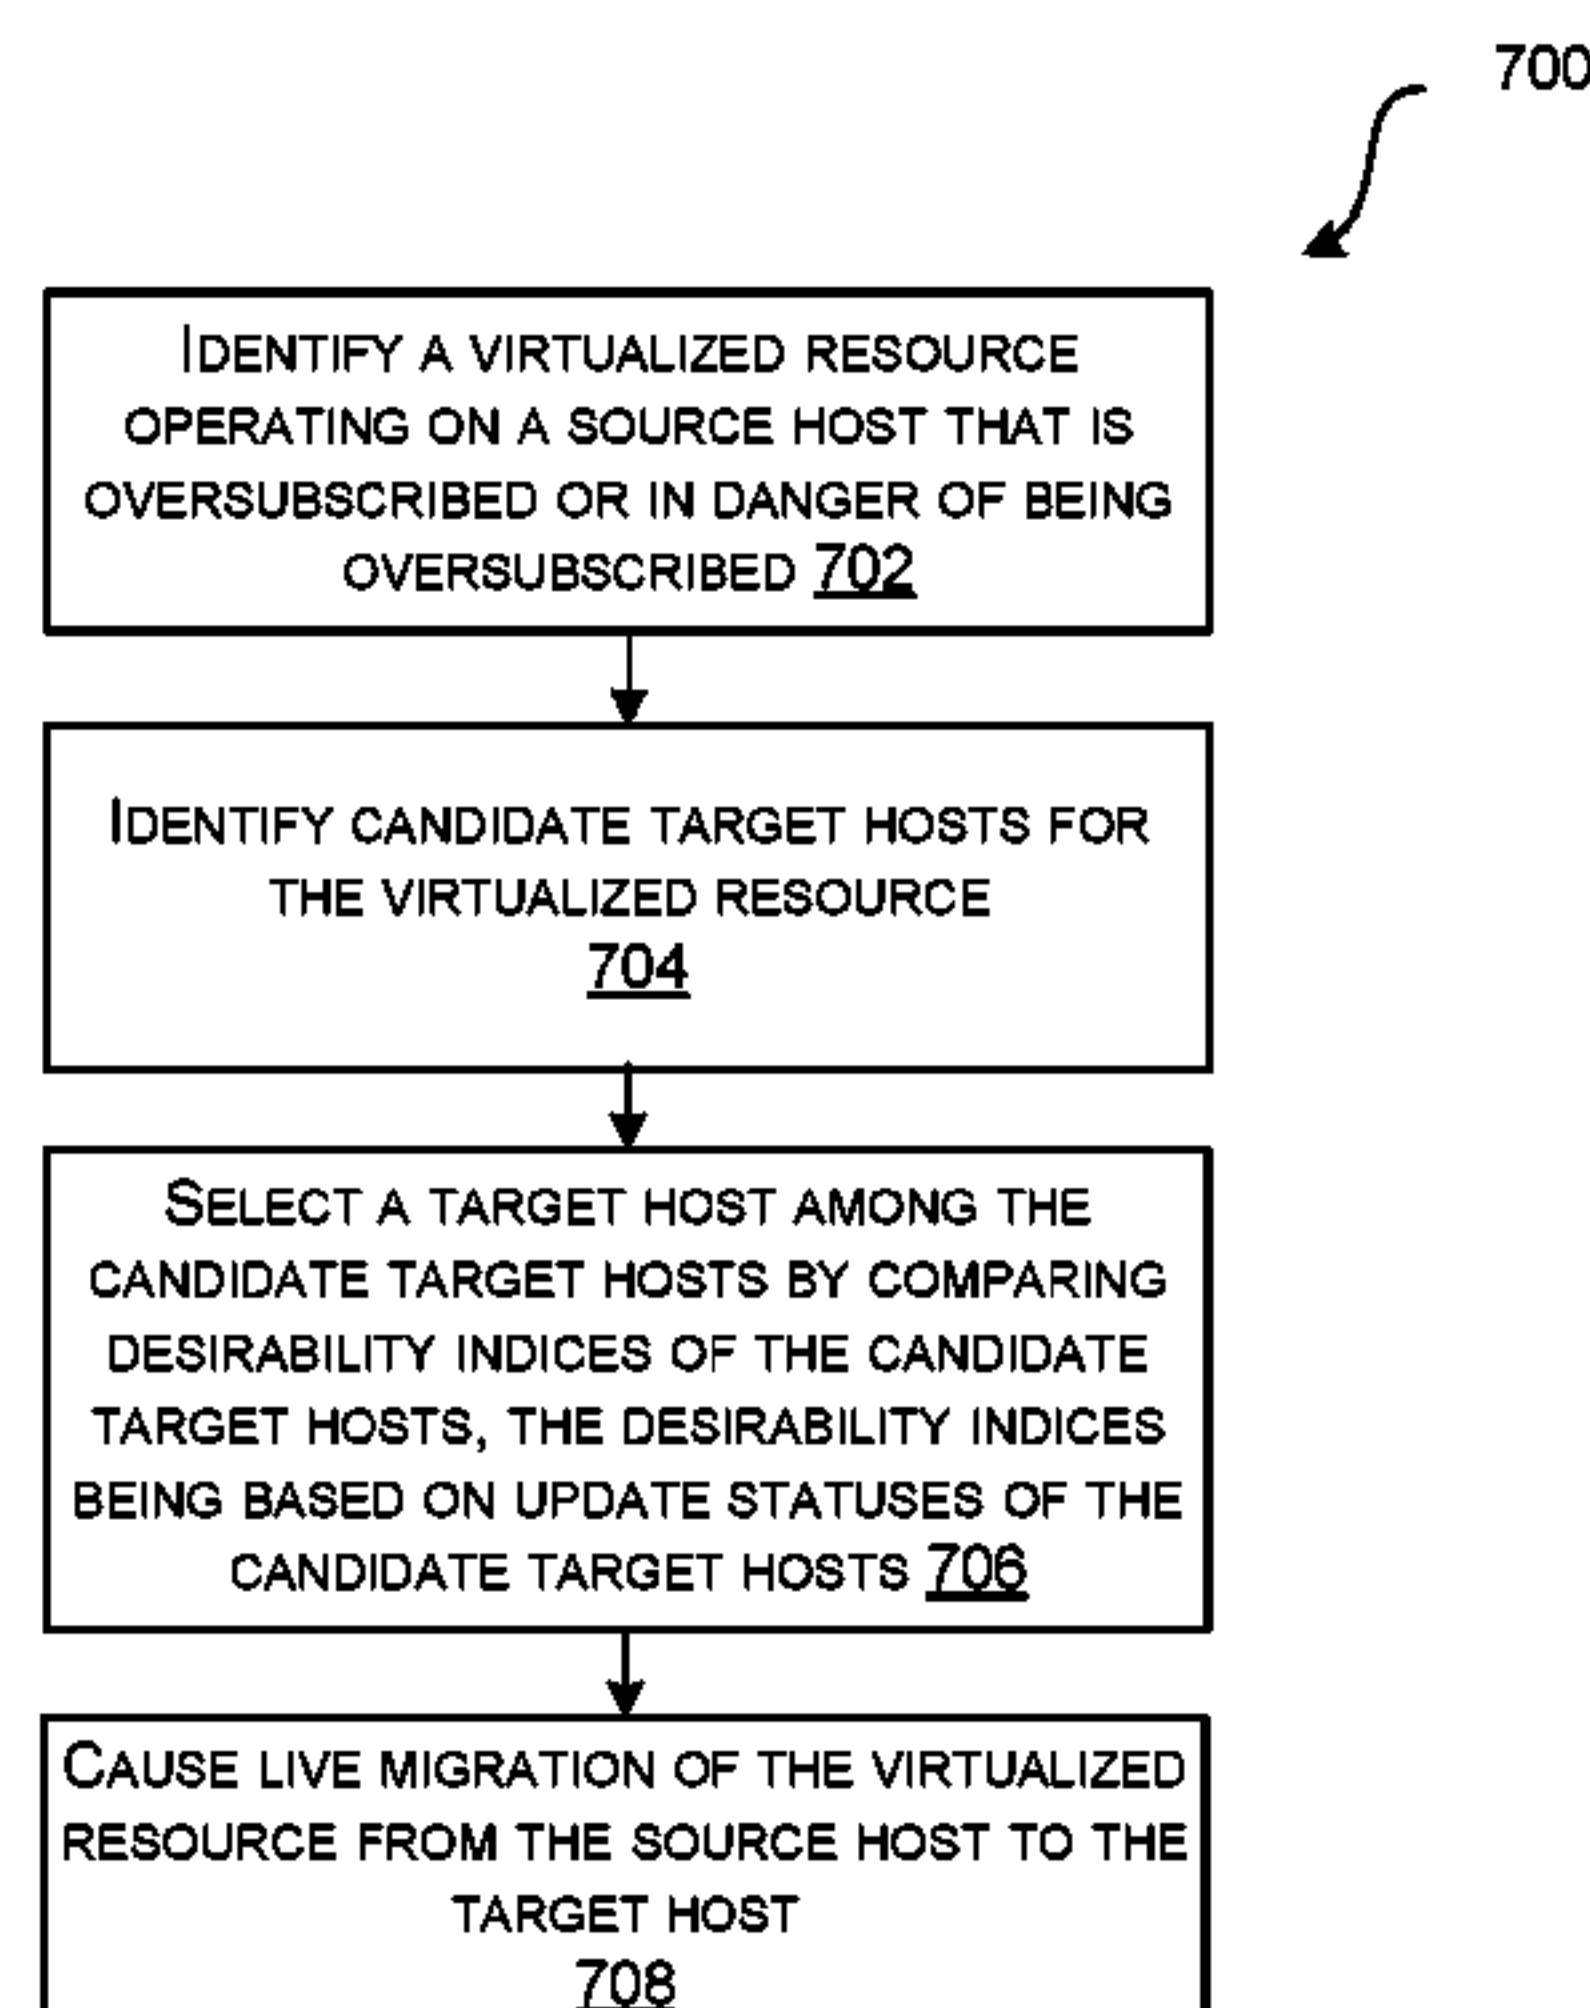 700
IDENTIFY A VIRTUALIZED RESOURCE
OPERATING ON A SOURCE HOST THAT IS
OVERSUBSCRIBED OR IN DANGER OF BEING
OVERSUBSCRIBED 702
IDENTIFY CANDIDATE TARGET HOSTS FOR
THE VIRTUALIZED RESOURCE
704
SELECT A TARGET HOST AMONG THE
CANDIDATE TARGET HOSTS BY COMPARING
DESIRABILITY INDICES OF THE CANDIDATE
TARGET HOSTS, THE DESIRABILITY INDICES
BEING BASED ON UPDATE STATUSES OF THE
CANDIDATE TARGET HOSTS 706
CAUSE LIVE MIGRATION OF THE VIRTUALIZED
RESOURCE FROM THE SOURCE HOST TO THE
TARGET HOST
708